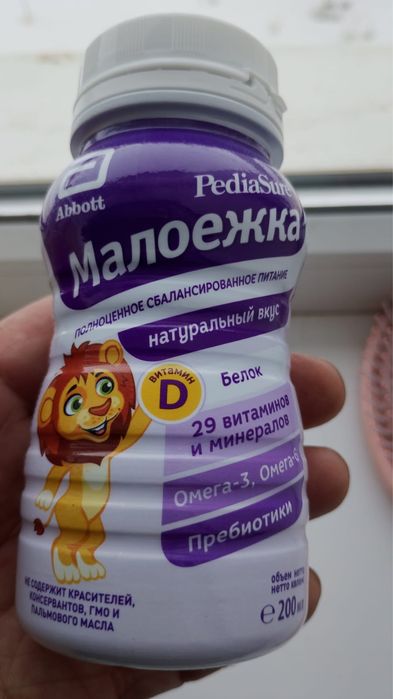 Abbott
PediaSure
Малоежка
ПОЛНОЦЕННОЕ СБАЛАНСИРОВАННОЕ ПИТАНИЕ
натуральный вкус
ВИТАМИН
D
Белок
29 витаминов
и минералов
Омега-3, Омега-6
Пребиотики
НЕ СОДЕРЖИТ КРАСИТЕЛЕЙ,
КОНСЕРВАНТОВ, ГМО И
ПАЛЬМОВОГО МАСЛА
объем нетто
нетто көлем
℮ 200 мл